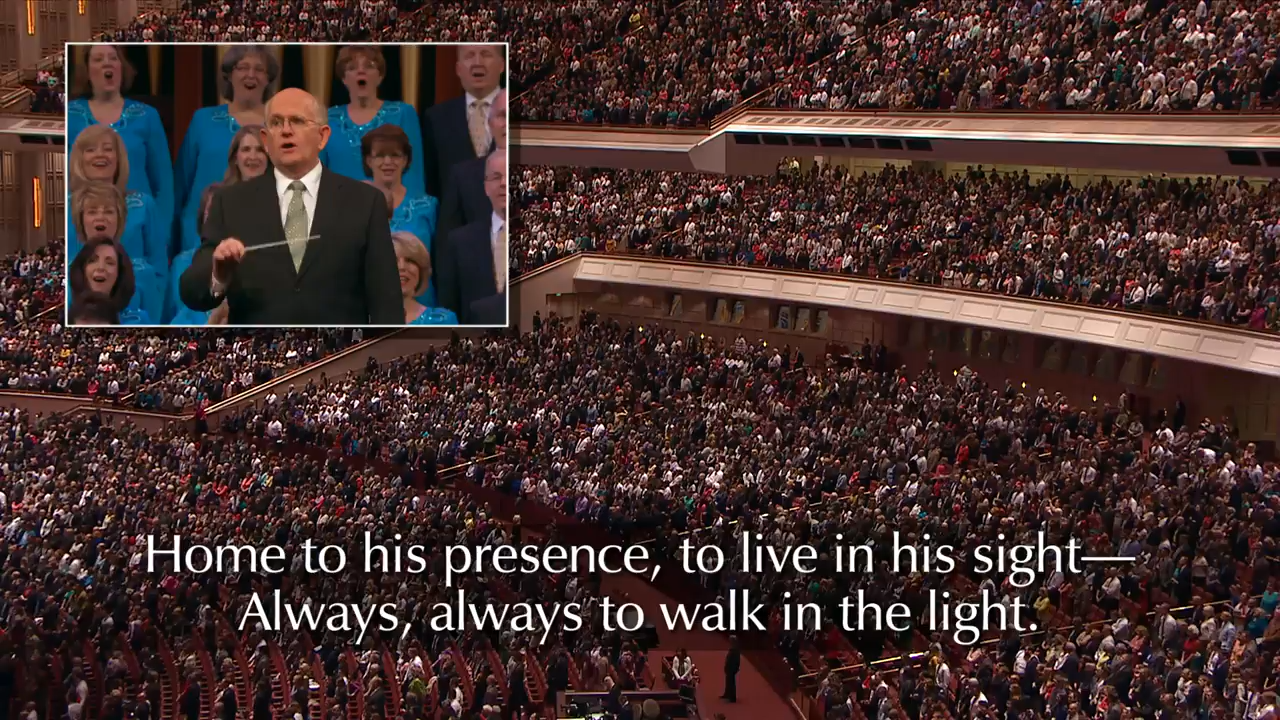 Home to his presence, to live in his sight—
Always, always to walk in the light.